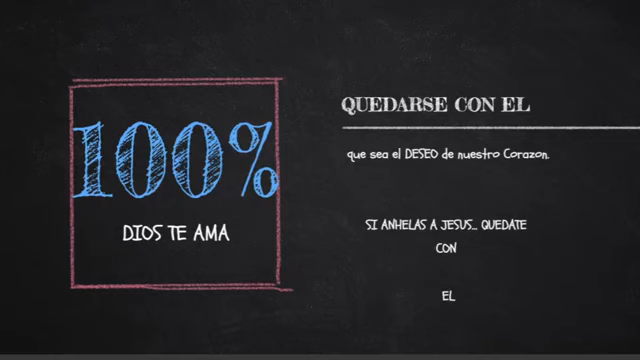 100%
DIOS TE AMA
QUEDARSE CON EL
que sea el DESEO de nuestro Corazon.
SI ANHELAS A JESUS... QUEDATE
CON
EL